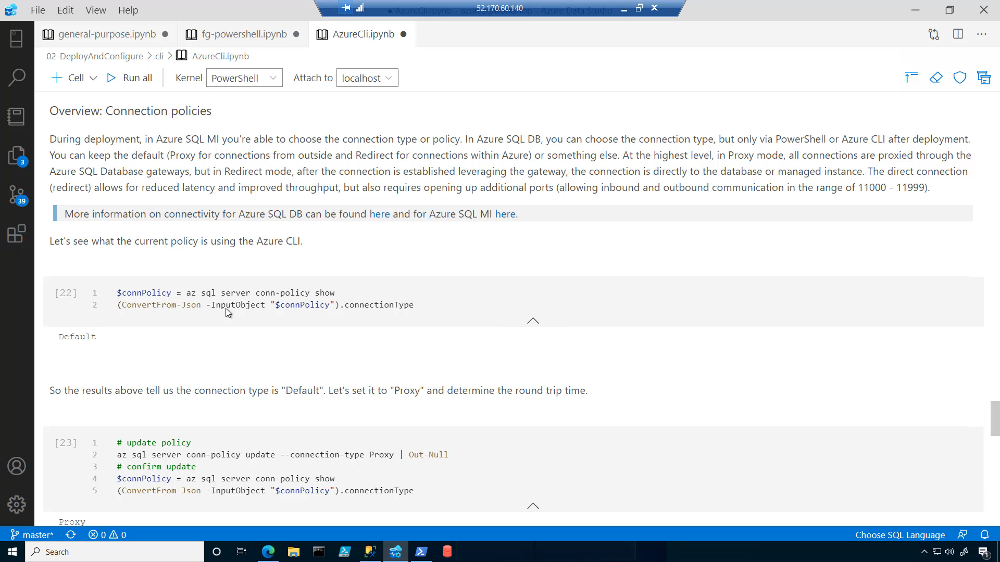 File Edit View Help
52.170.60.140
AzureCli.ipynb - azuresqlworkshop - Azure Data Studio
general-purpose.ipynb
fg-powershell.ipynb
AzureCli.ipynb
02-DeployAndConfigure > cli > AzureCli.ipynb
Cell Run all Kernel PowerShell Attach to localhost
Overview: Connection policies
During deployment, in Azure SQL MI you're able to choose the connection type or policy. In Azure SQL DB, you can choose the connection type, but only via PowerShell or Azure CLI after deployment.
You can keep the default (Proxy for connections from outside and Redirect for connections within Azure) or something else. At the highest level, in Proxy mode, all connections are proxied through the
Azure SQL Database gateways, but in Redirect mode, after the connection is established leveraging the gateway, the connection is directly to the database or managed instance. The direct connection
(redirect) allows for reduced latency and improved throughput, but also requires opening up additional ports (allowing inbound and outbound communication in the range of 11000 - 11999).
More information on connectivity for Azure SQL DB can be found here and for Azure SQL MI here.
Let's see what the current policy is using the Azure CLI.
3
39
[22] 1 $connPolicy = az sql server conn-policy show
2 (ConvertFrom-Json -InputObject "$connPolicy").connectionType
Default
So the results above tell us the connection type is "Default". Let's set it to "Proxy" and determine the round trip time.
[23] 1 # update policy
2 az sql server conn-policy update --connection-type Proxy | Out-Null
3 # confirm update
4 $connPolicy = az sql server conn-policy show
5 (ConvertFrom-Json -InputObject "$connPolicy").connectionType
Proxy
master* 0 0 Choose SQL Language
Search
1